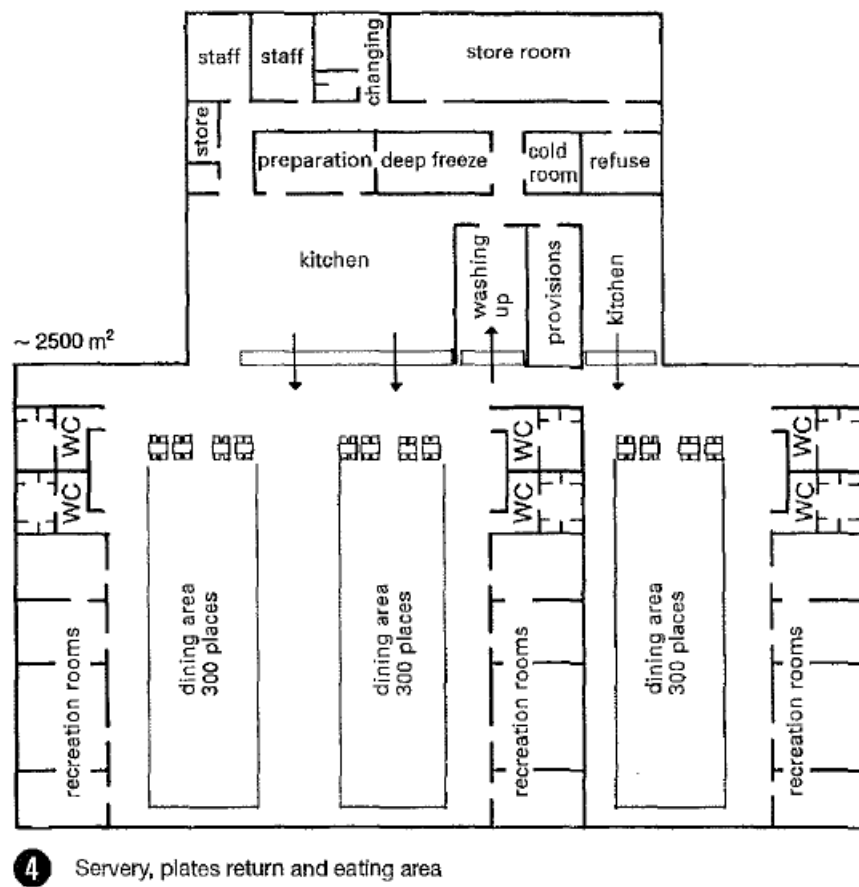 staff
staff
changing
store room
store
preparation
deep freeze
cold
room
refuse
kitchen
washing
up
provisions
kitchen
~ 2500 m²
WC
WC
WC
WC
WC
WC
dining area
300 places
dining area
300 places
dining area
300 places
recreation rooms
recreation rooms
recreation rooms
4 Servery, plates return and eating area